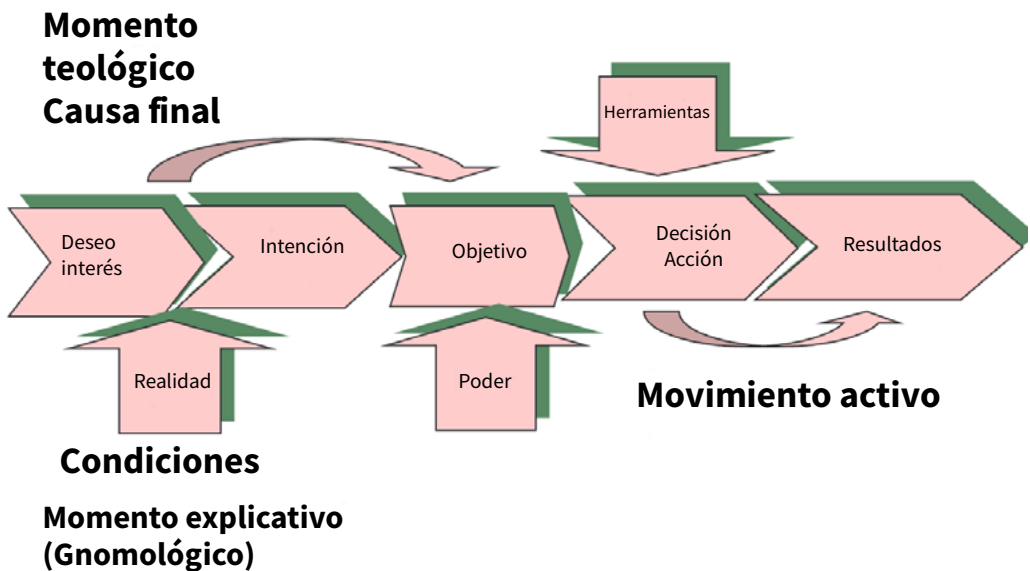 Momento
teológico
Causa final
Herramientas
Deseo
interés
Intención
Objetivo
Decisión
Acción
Resultados
Realidad
Poder
Movimiento activo
Condiciones
Momento explicativo
(Gnomológico)